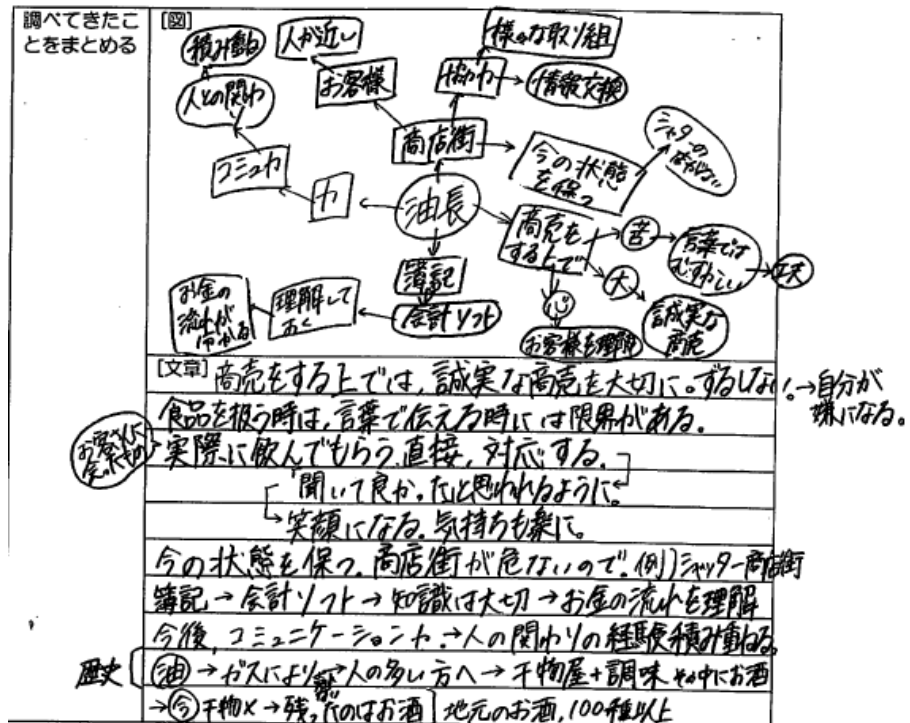 調べてきたこ
とをまとめる
[図]
積み重ね
人との関わり
コミュ力
力
人が近い
お客様
商店街
協力
様々な取り組
情報交換
今の状態
を保つ
シャッターの
油長
商売を
する上で
苦
言葉では
むずかしい
工夫
大
誠実な
商売
心
お客様を理解
簿記
会計ソフト
理解して
おく
お金の
流れが
分かる
[文章] 商売をする上では、誠実な商売を大切に。ずるしない!→自分が
嫌になる。
食品を扱う時は、言葉で伝える時には限界がある。
お客さんに
合ったもの
実際に飲んでもらう、直接、対応する。
「聞いて良かったと思われるように。
→笑顔になる。気持ちも楽に。
今の状態を保つ。商店街が危ないので。例)シャッター商店街
簿記→会計ソフト→知識は大切→お金の流れを理解
今後、コミュニケーション力→人の関わりの経験積み重ねる。
歴史
油→ガスにより→人の多い方へ→干物屋+調味 その中にお酒
→今 干物×→残ったのはお酒 地元のお酒,100種以上